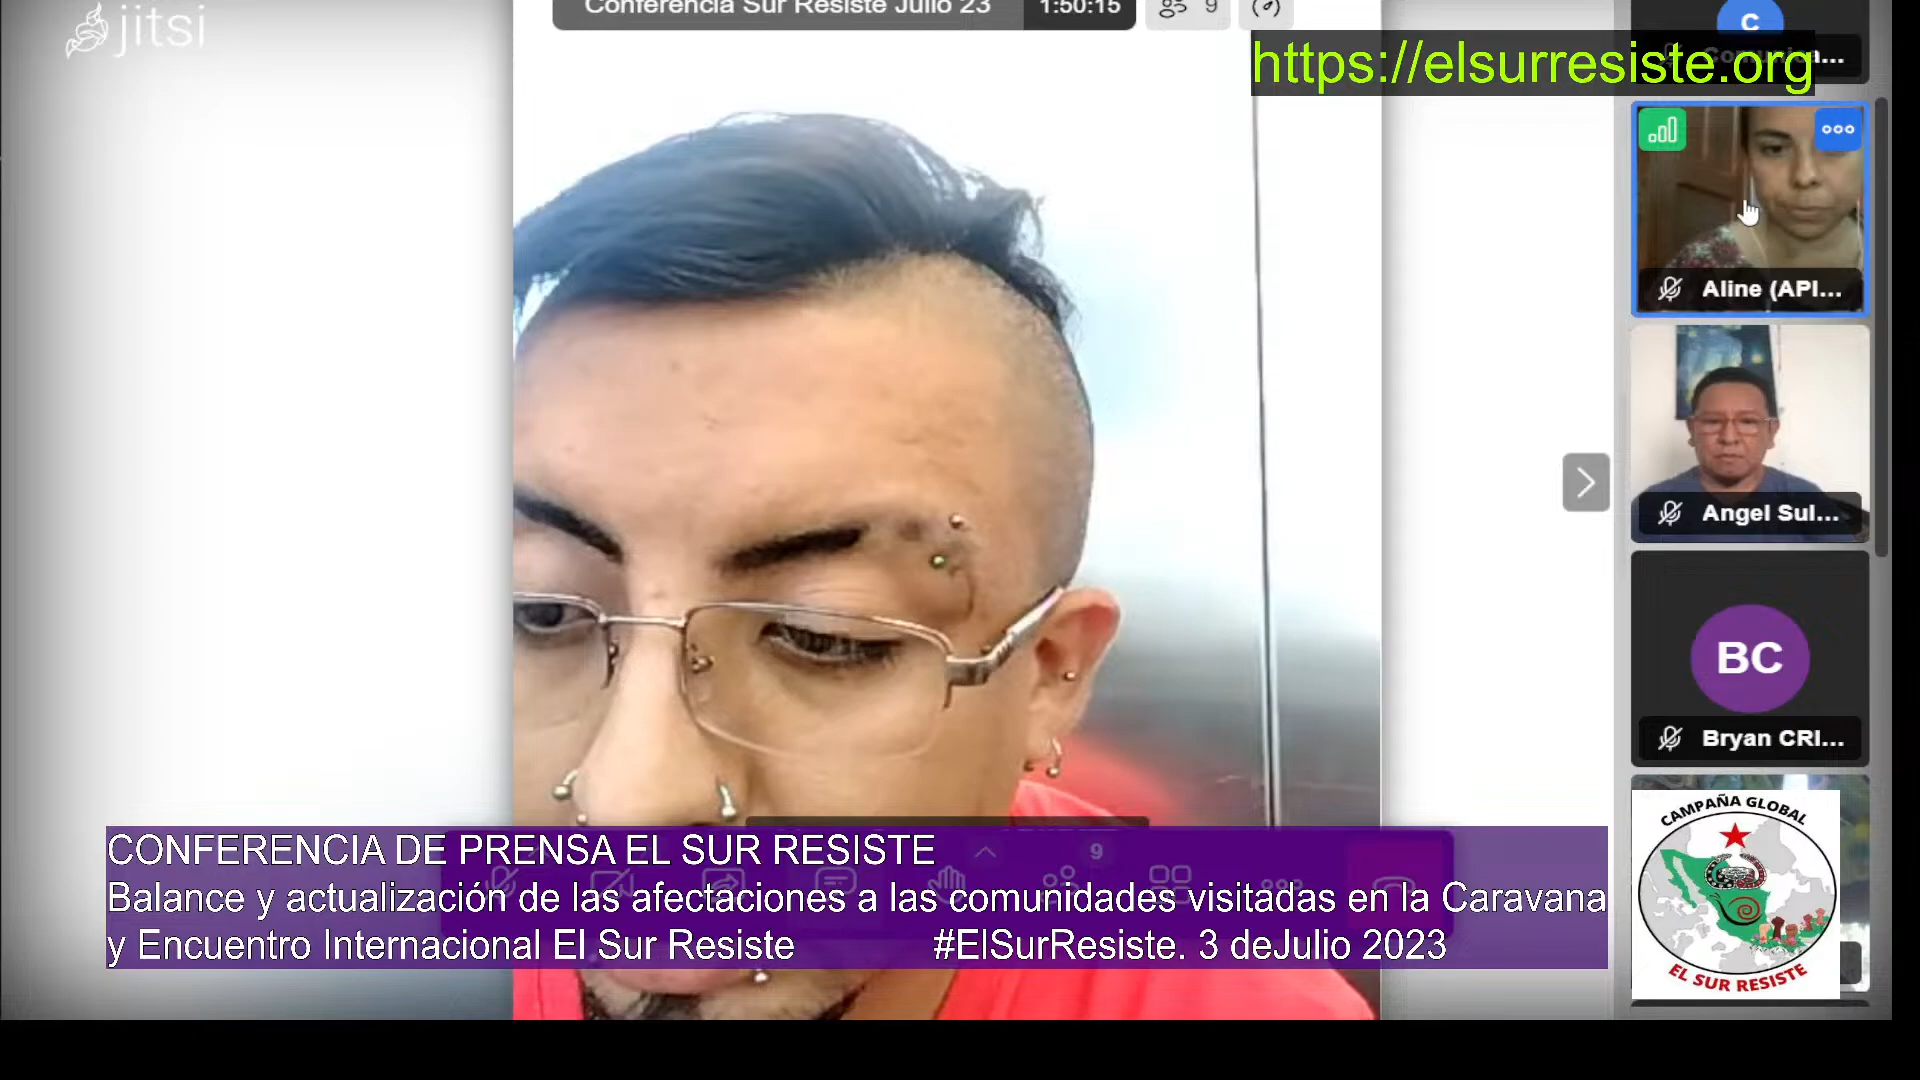 jitsi
Conferencia Sur Resiste Julio 23
1:50:15
9
https://elsurresiste.org
C
Comunica...
Aline (API...
Angel Sul...
BC
Bryan CRI...
9
CONFERENCIA DE PRENSA EL SUR RESISTE
Balance y actualización de las afectaciones a las comunidades visitadas en la Caravana
y Encuentro Internacional El Sur Resiste #ElSurResiste. 3 deJulio 2023
CAMPAÑA GLOBAL
EL SUR RESISTE